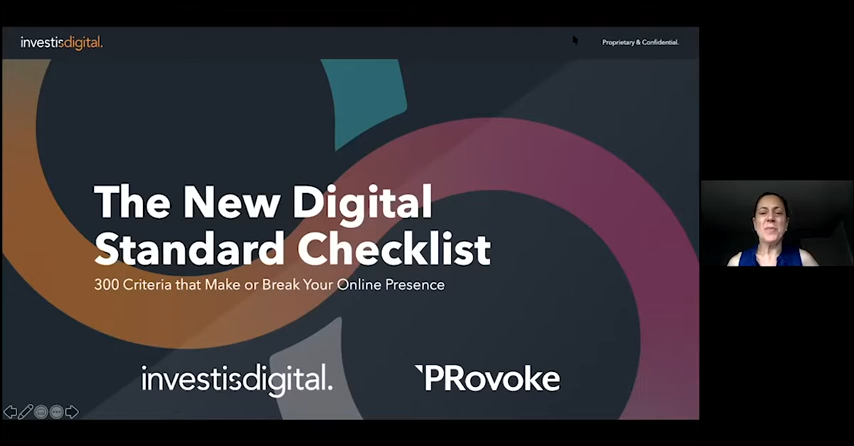 investisdigital.
Proprietary & Confidential.
The New Digital
Standard Checklist
300 Criteria that Make or Break Your Online Presence
investisdigital.
PRovoke